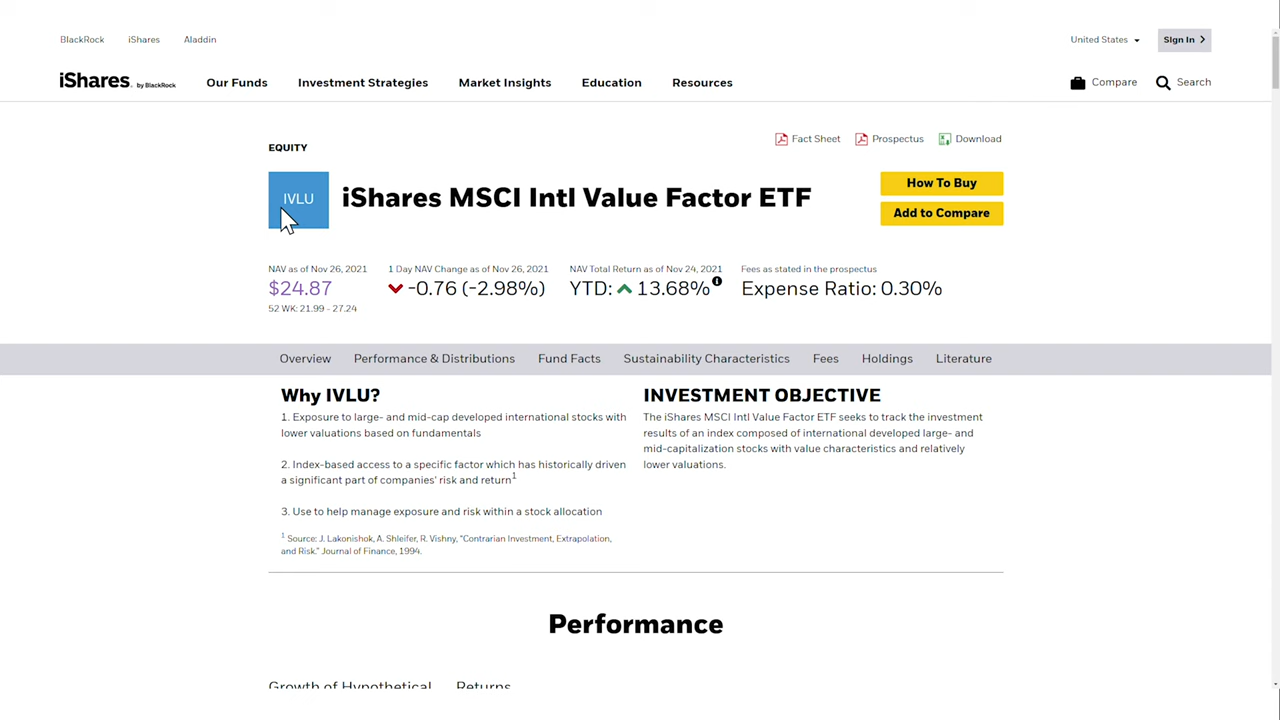 BlackRock iShares Aladdin United States Sign In
iShares. by BlackRock Our Funds Investment Strategies Market Insights Education Resources Compare Search
Fact Sheet Prospectus Download
EQUITY
IVLU iShares MSCI Intl Value Factor ETF
How To Buy
Add to Compare
NAV as of Nov 26, 2021
$24.87
52 WK: 21.99 - 27.24
1 Day NAV Change as of Nov 26, 2021
-0.76 (-2.98%)
NAV Total Return as of Nov 24, 2021
YTD: 13.68%
Fees as stated in the prospectus
Expense Ratio: 0.30%
Overview Performance & Distributions Fund Facts Sustainability Characteristics Fees Holdings Literature
Why IVLU?
1. Exposure to large- and mid-cap developed international stocks with
lower valuations based on fundamentals
2. Index-based access to a specific factor which has historically driven
a significant part of companies' risk and return1
3. Use to help manage exposure and risk within a stock allocation
1 Source: J. Lakonishok, A. Shleifer, R. Vishny, "Contrarian Investment, Extrapolation,
and Risk." Journal of Finance, 1994.
INVESTMENT OBJECTIVE
The iShares MSCI Intl Value Factor ETF seeks to track the investment
results of an index composed of international developed large- and
mid-capitalization stocks with value characteristics and relatively
lower valuations.
Performance
Growth of Hypothetical Returns